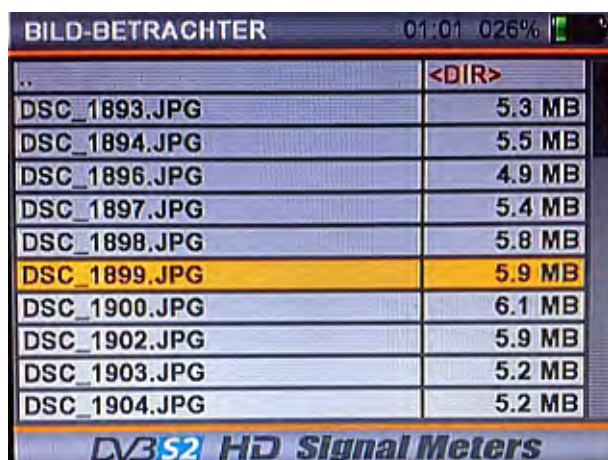 BILD-BETRACHTER 01:01 026%
.. <DIR>
DSC_1893.JPG 5.3 MB
DSC_1894.JPG 5.5 MB
DSC_1896.JPG 4.9 MB
DSC_1897.JPG 5.4 MB
DSC_1898.JPG 5.8 MB
DSC_1899.JPG 5.9 MB
DSC_1900.JPG 6.1 MB
DSC_1902.JPG 5.9 MB
DSC_1903.JPG 5.2 MB
DSC_1904.JPG 5.2 MB
DVB S2 HD Signal Meters